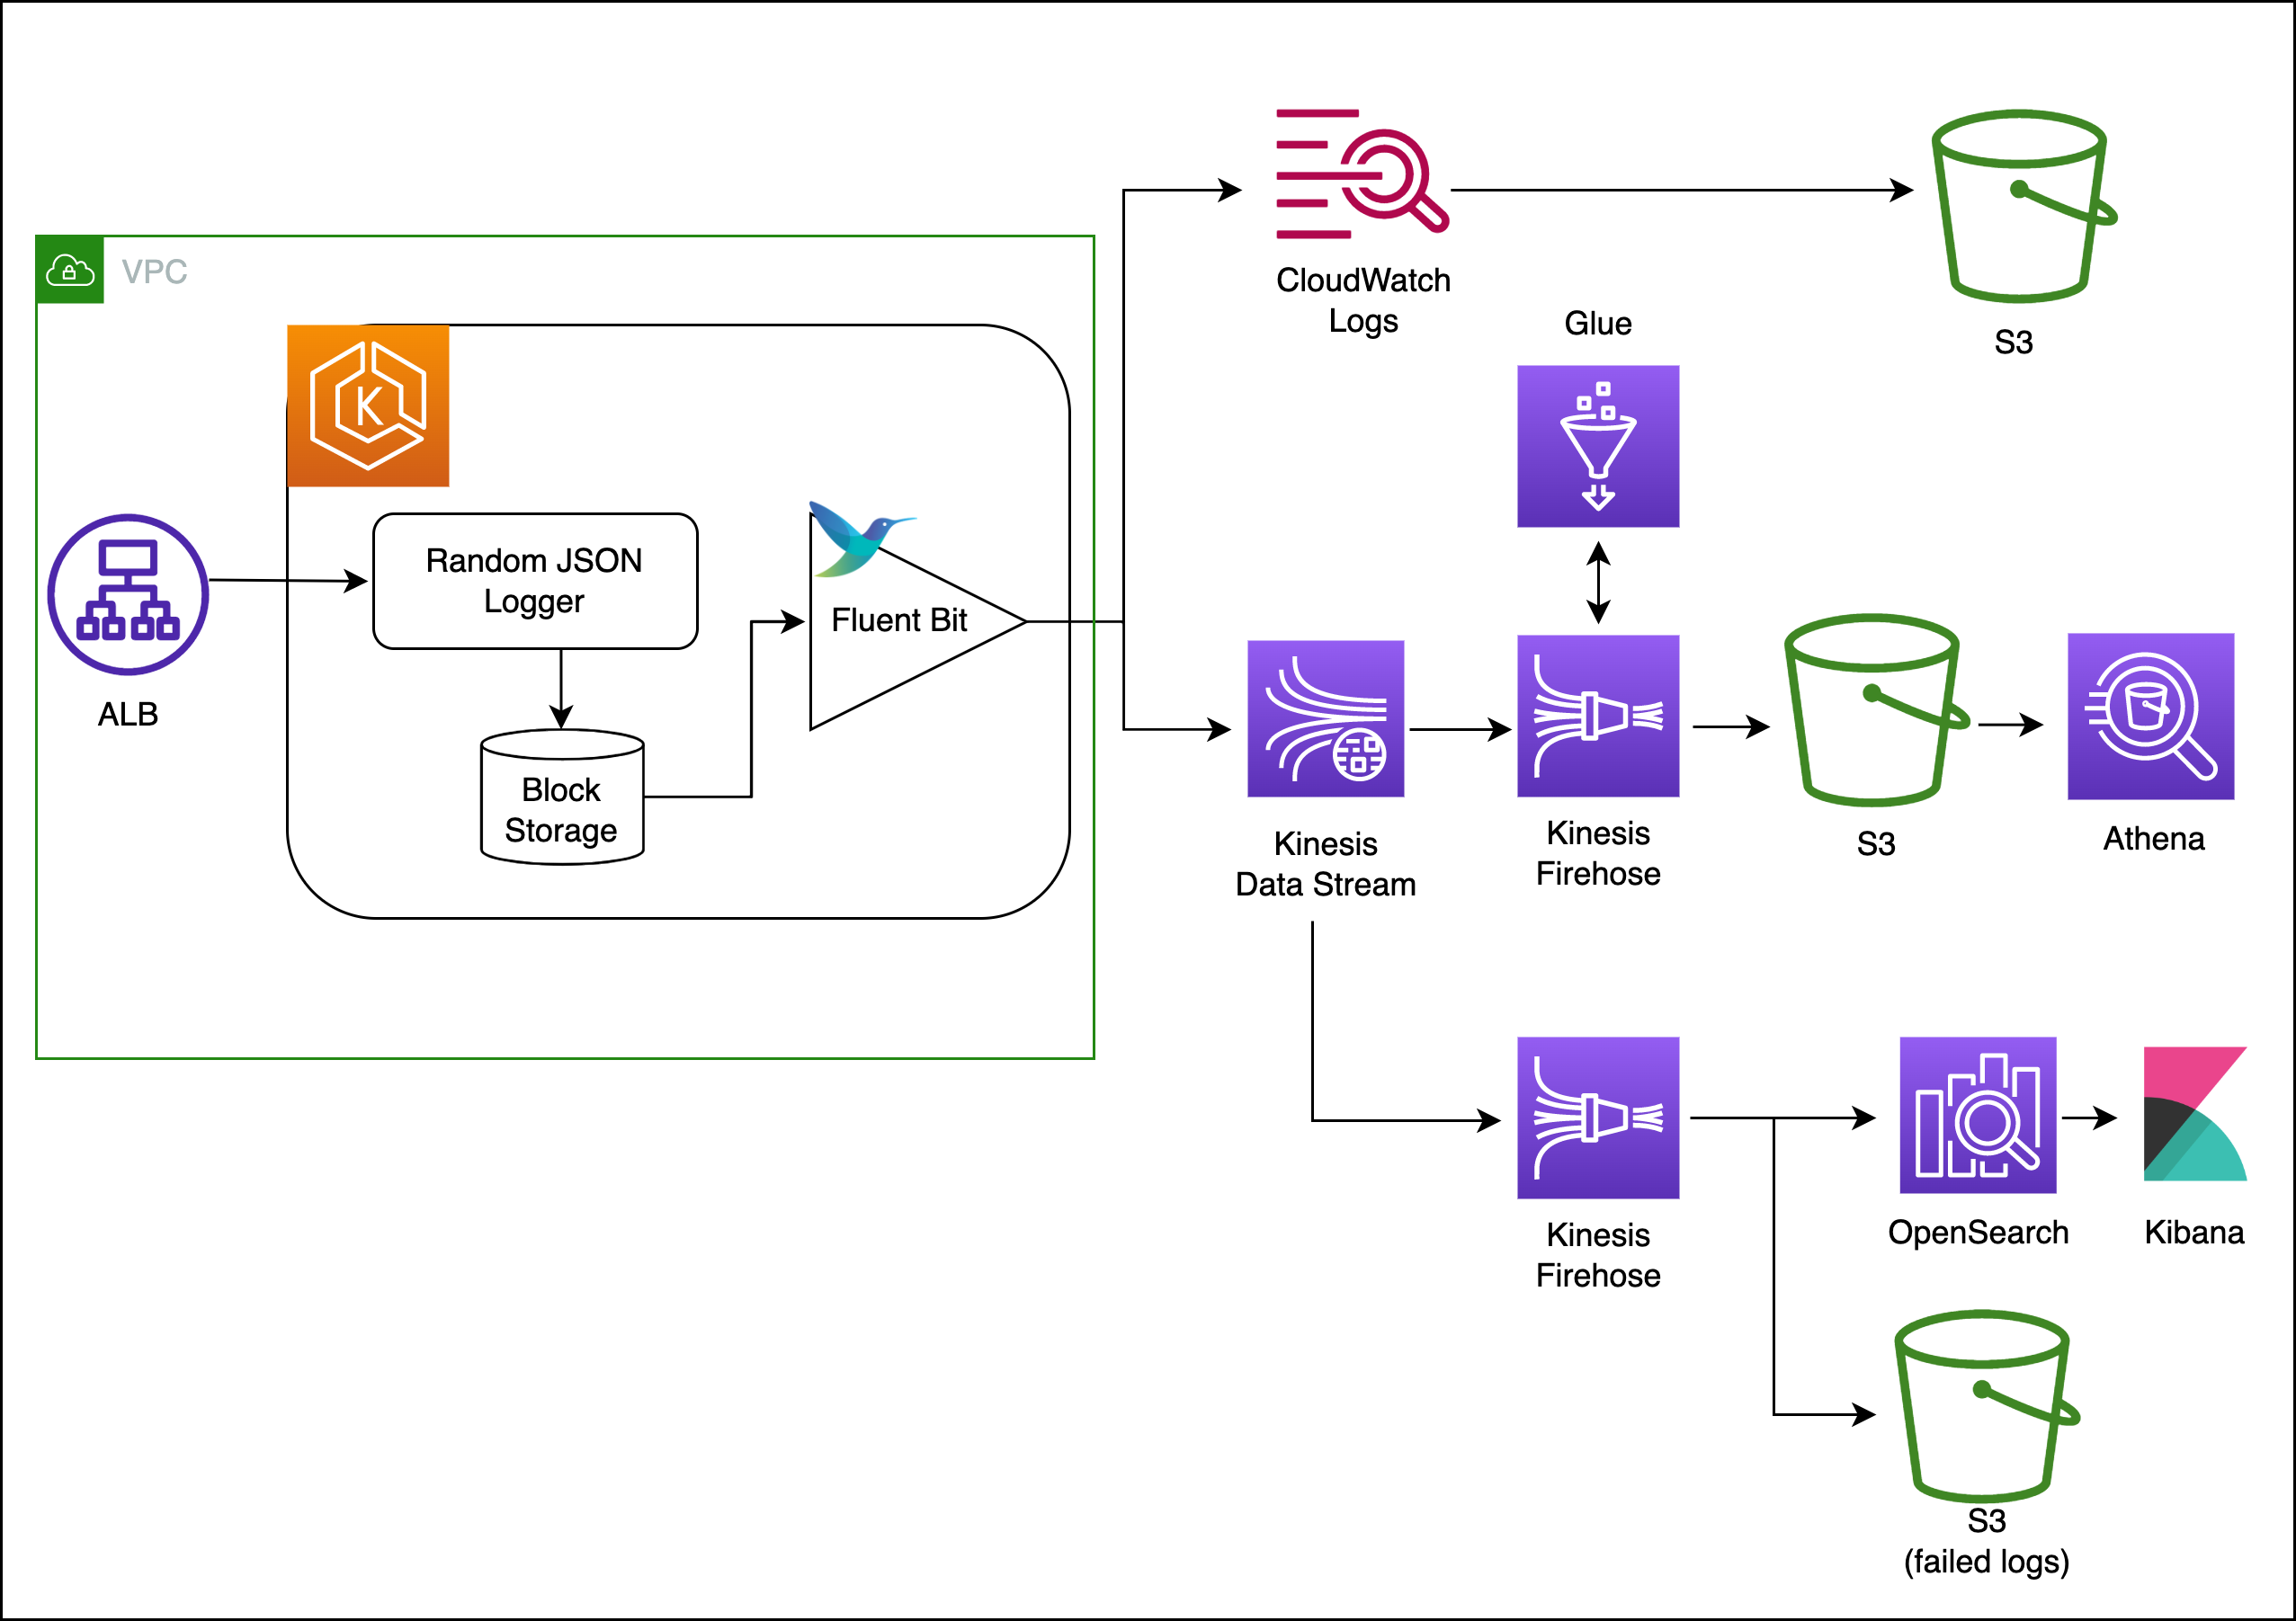 VPC
K
ALB
Random JSON
Logger
Block
Storage
Fluent Bit
CloudWatch
Logs
S3
Glue
Kinesis
Data Stream
Kinesis
Firehose
S3
Athena
Kinesis
Firehose
OpenSearch
Kibana
S3
(failed logs)